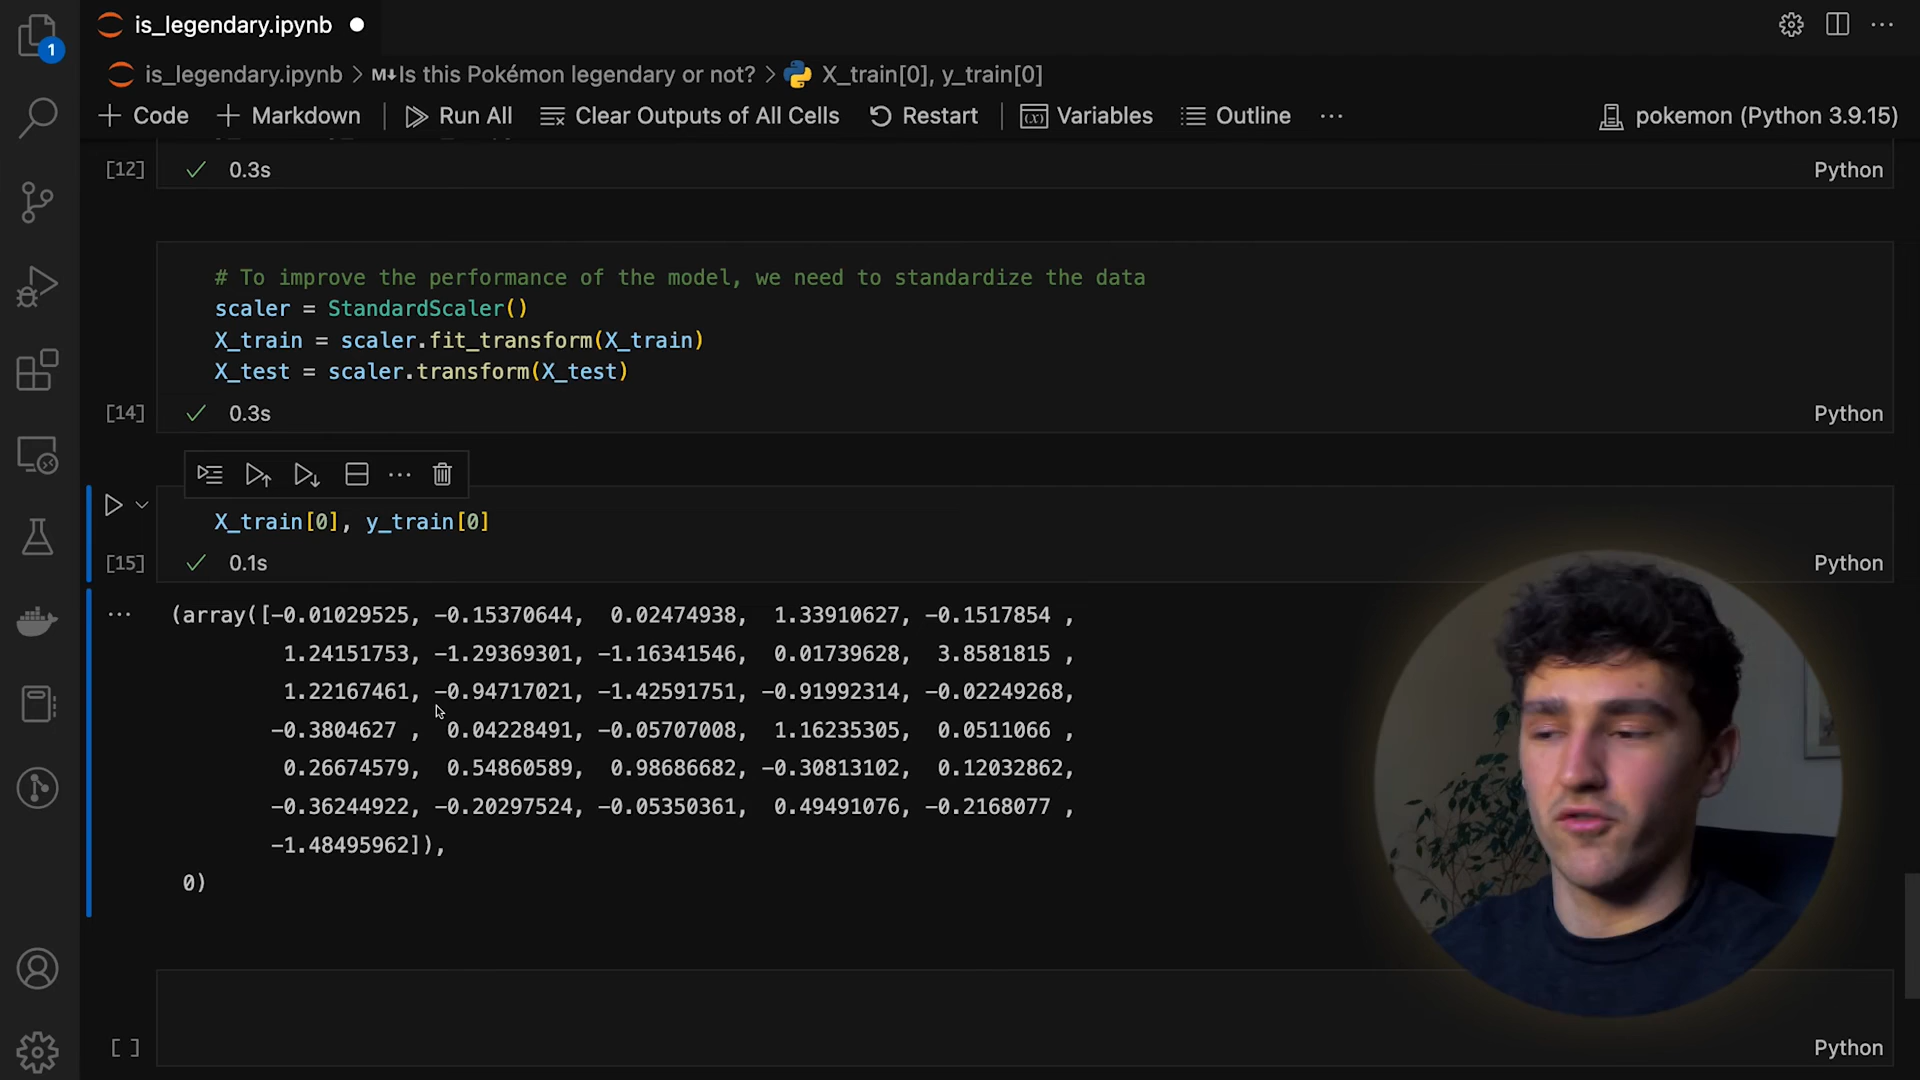 is_legendary.ipynb
1
is_legendary.ipynb > M↓Is this Pokémon legendary or not? > X_train[0], y_train[0]
+ Code + Markdown Run All Clear Outputs of All Cells Restart (x) Variables Outline ··· pokemon (Python 3.9.15)
[12] ✓ 0.3s Python
# To improve the performance of the model, we need to standardize the data
scaler = StandardScaler()
X_train = scaler.fit_transform(X_train)
X_test = scaler.transform(X_test)
[14] ✓ 0.3s Python
X_train[0], y_train[0]
[15] ✓ 0.1s Python
(array([-0.01029525, -0.15370644, 0.02474938, 1.33910627, -0.1517854 ,
1.24151753, -1.29369301, -1.16341546, 0.01739628, 3.8581815 ,
1.22167461, -0.94717021, -1.42591751, -0.91992314, -0.02249268,
-0.3804627 , 0.04228491, -0.05707008, 1.16235305, 0.0511066 ,
0.26674579, 0.54860589, 0.98686682, -0.30813102, 0.12032862,
-0.36244922, -0.20297524, -0.05350361, 0.49491076, -0.2168077 ,
-1.48495962]),
0)
[ ] Python